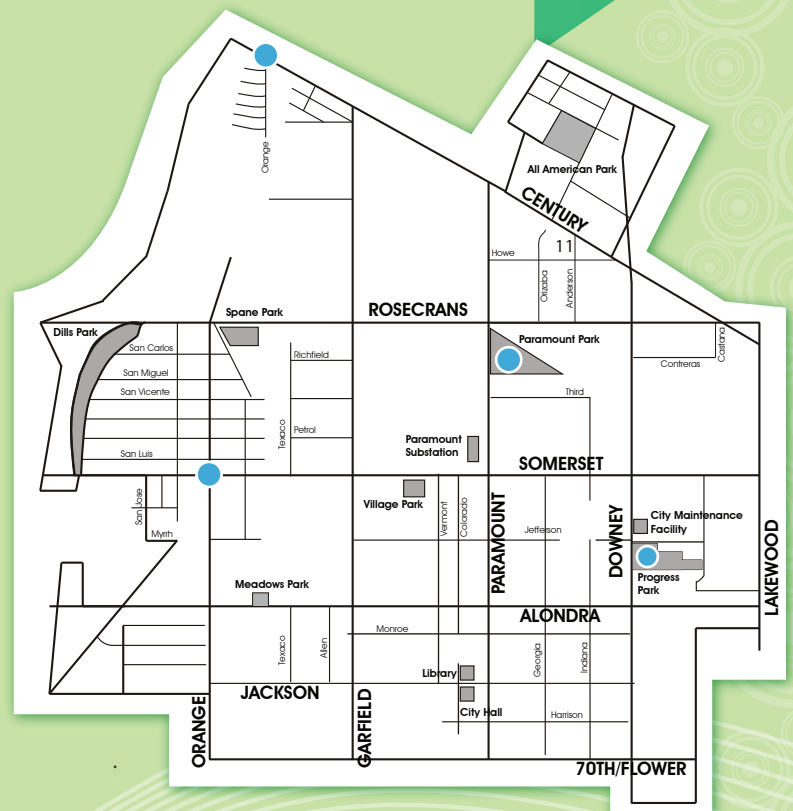 Orange
All American Park
CENTURY
11
Howe
Orizaba
Anderson
Dills Park
Spane Park
ROSECRANS
Paramount Park
Castana
San Carlos
Richfield
Contreras
San Miguel
San Vicente
Third
Texaco
Petrol
Paramount
Substation
San Luis
SOMERSET
San Jose
Village Park
Vermont
Colorado
PARAMOUNT
Jefferson
DOWNEY
City Maintenance
Facility
LAKEWOOD
Myrrh
Progress
Park
Meadows Park
ALONDRA
Monroe
Texaco
Allen
Georgia
Indiana
Library
JACKSON
City Hall
Harrison
ORANGE
GARFIELD
70TH/FLOWER